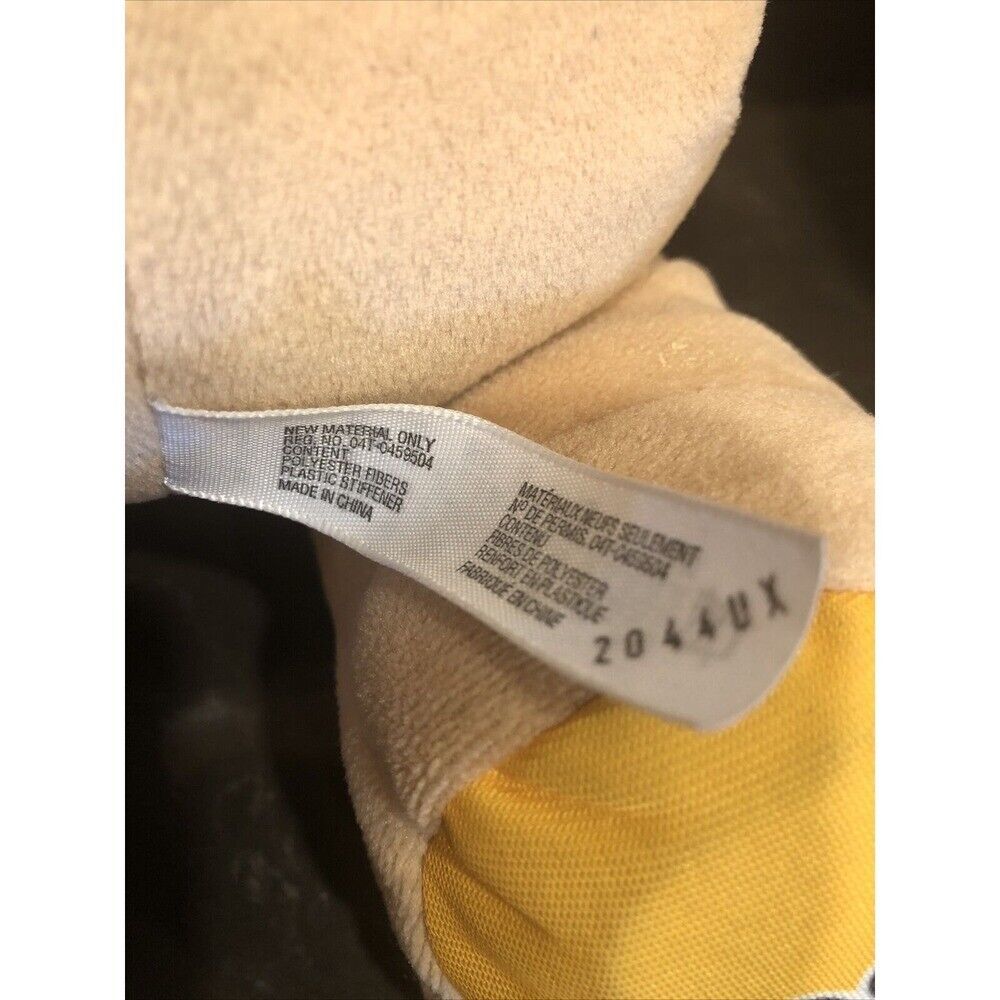 NEW MATERIAL ONLY
REG. NO. 04T-0459504
CONTENT
POLYESTER FIBERS
PLASTIC STIFFENER
MADE IN CHINA
MATÉRIAUX NEUFS SEULEMENT
Nº DE PERMIS. 04T-0459504
CONTENU
FIBRES DE POLYESTER
RENFORT EN PLASTIQUE
FABRIQUE EN CHINE
2044UX